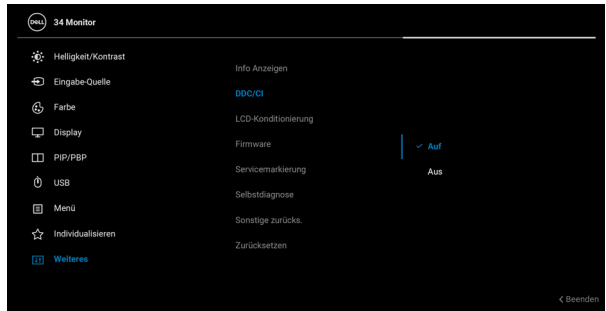 DELL 34 Monitor
Helligkeit/Kontrast
Eingabe-Quelle
Farbe
Display
PIP/PBP
USB
Menü
Individualisieren
Weiteres
Info Anzeigen
DDC/CI
LCD-Konditionierung
Firmware
Servicemarkierung
Selbstdiagnose
Sonstige zurücks.
Zurücksetzen
Auf
Aus
Beenden